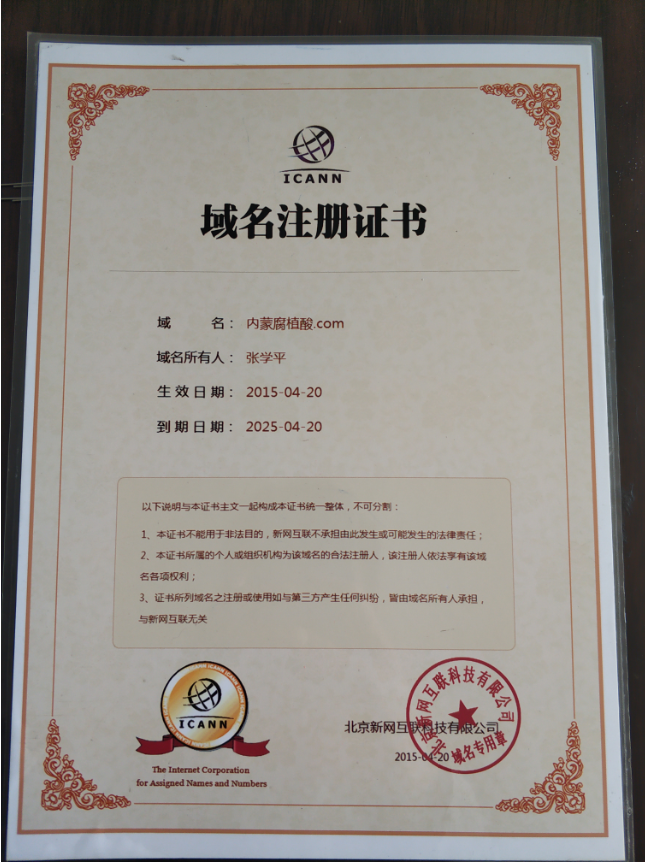 ICANN
域名注册证书
域 名： 内蒙腐植酸.com
域名所有人： 张学平
生效日期： 2015-04-20
到期日期： 2025-04-20
以下说明与本证书主文一起构成本证书统一整体，不可分割：
1、本证书不能用于非法目的，新网互联不承担由此发生或可能发生的法律责任；
2、本证书所属的个人或组织机构为该域名的合法注册人，该注册人依法享有该域
名各项权利；
3、证书所列域名之注册或使用如与第三方产生任何纠纷，皆由域名所有人承担，
与新网互联无关
ICANN
The Internet Corporation
for Assigned Names and Numbers
北京新网互联科技有限公司
2015-04-20
北京新网互联科技有限公司
域名专用章